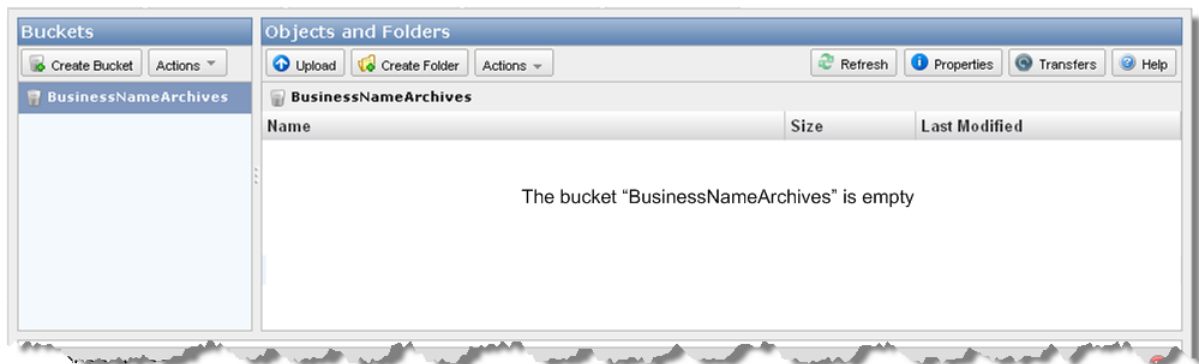 Buckets
Create Bucket Actions
BusinessNameArchives
Objects and Folders
Upload Create Folder Actions Refresh Properties Transfers Help
BusinessNameArchives
Name Size Last Modified
The bucket “BusinessNameArchives” is empty